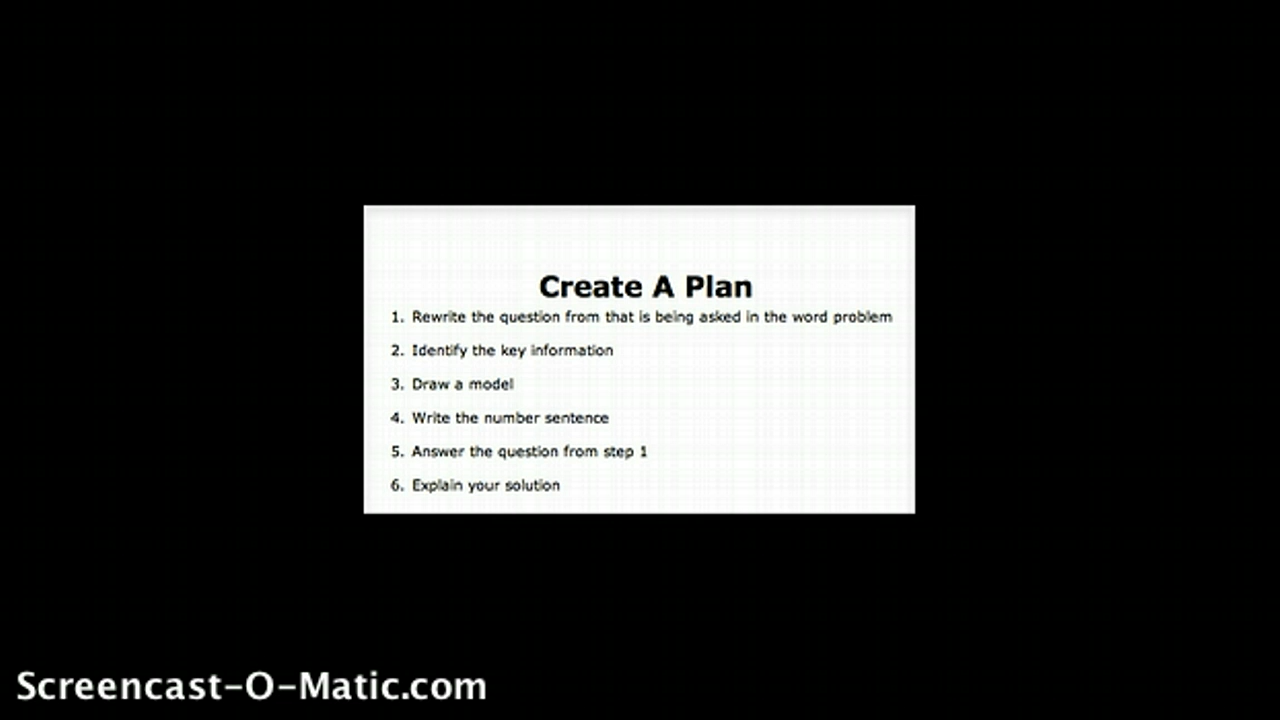 Create A Plan
1. Rewrite the question from that is being asked in the word problem
2. Identify the key information
3. Draw a model
4. Write the number sentence
5. Answer the question from step 1
6. Explain your solution
Screencast-O-Matic.com